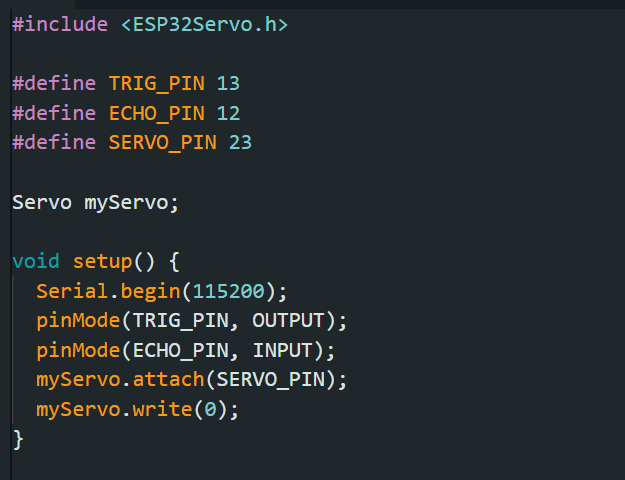 #include <ESP32Servo.h>
#define TRIG_PIN 13
#define ECHO_PIN 12
#define SERVO_PIN 23
Servo myServo;
void setup() {
  Serial.begin(115200);
  pinMode(TRIG_PIN, OUTPUT);
  pinMode(ECHO_PIN, INPUT);
  myServo.attach(SERVO_PIN);
  myServo.write(0);
}